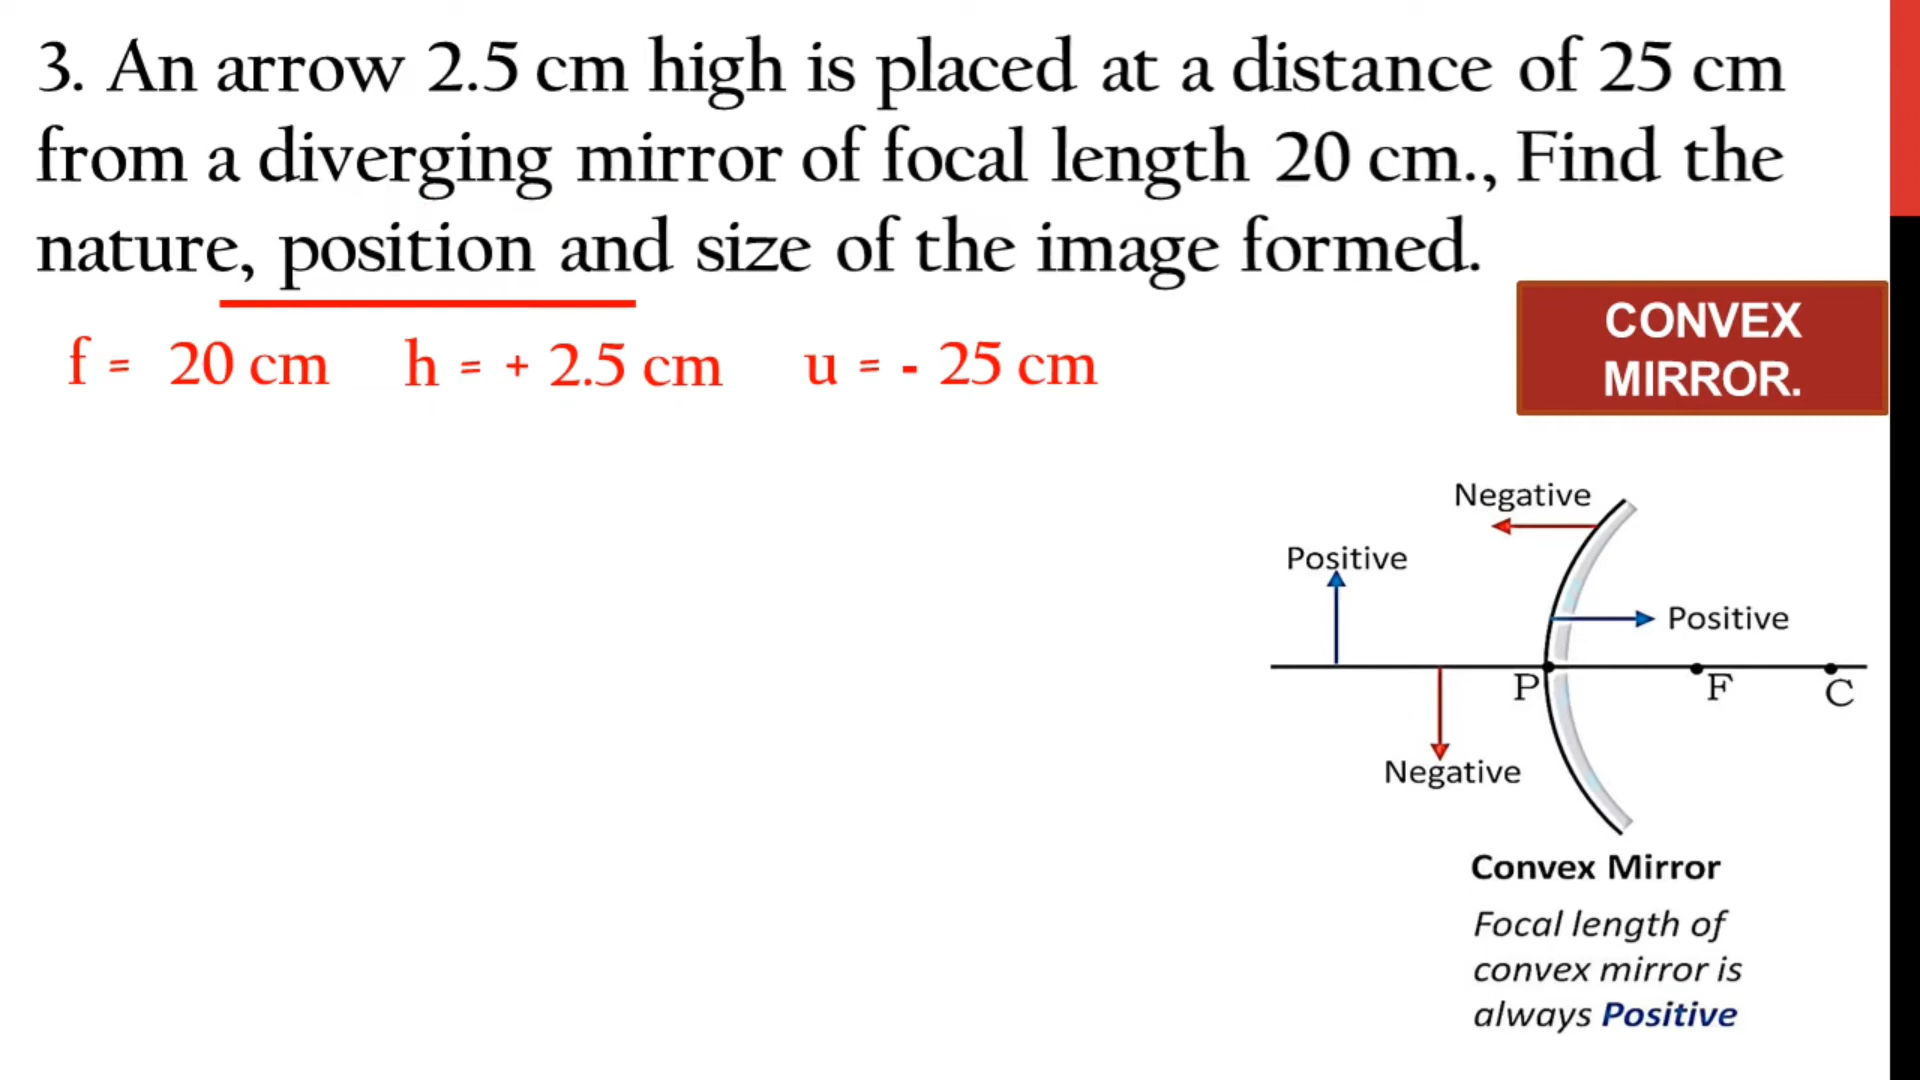 3. An arrow 2.5 cm high is placed at a distance of 25 cm
from a diverging mirror of focal length 20 cm., Find the
nature, position and size of the image formed.
f = 20 cm h = + 2.5 cm u = - 25 cm
CONVEX
MIRROR.
Negative
Positive
Positive
P F C
Negative
Convex Mirror
Focal length of
convex mirror is
always Positive